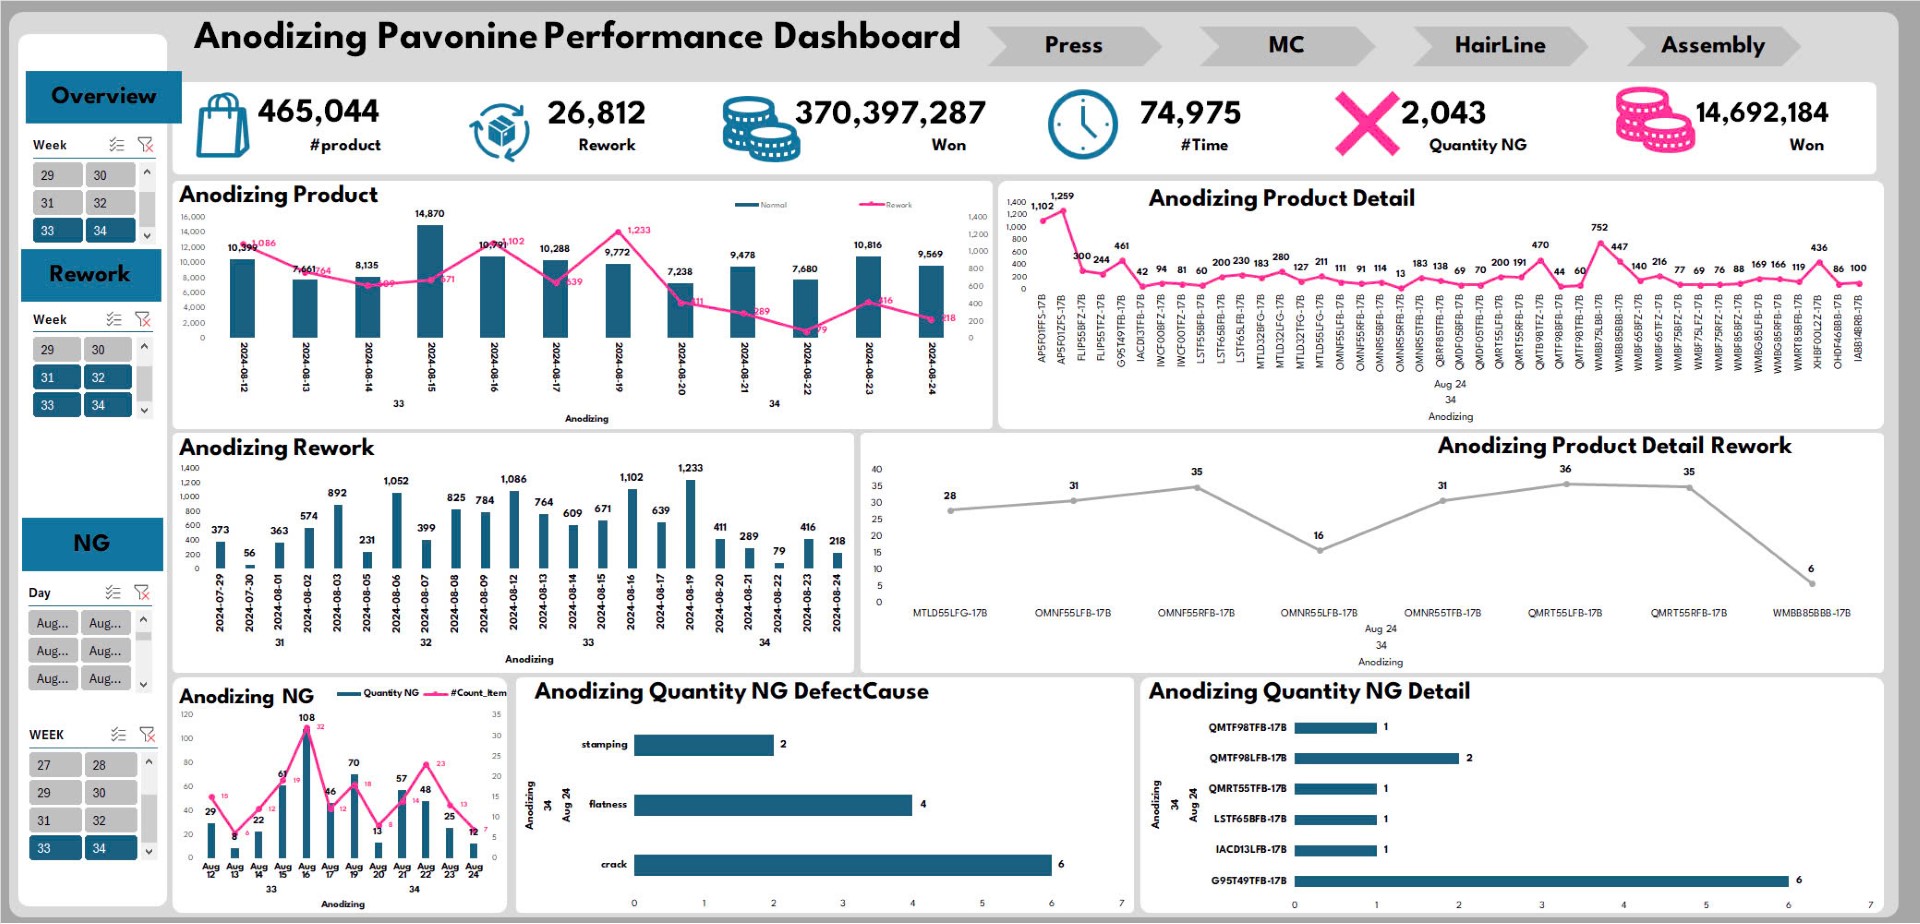 Anodizing Pavonine Performance Dashboard
Press
MC
HairLine
Assembly
Overview
465,044
#product
26,812
Rework
370,397,287
Won
74,975
#Time
2,043
Quantity NG
14,692,184
Won
Week
29 30
31 32
33 34
Rework
Week
29 30
31 32
33 34
NG
Day
Aug... Aug...
Aug... Aug...
Aug... Aug...
WEEK
27 28
29 30
31 32
33 34
Anodizing Product
Normal Rework
16,000
14,000
12,000
10,000
8,000
6,000
4,000
2,000
0
1,400
1,200
1,000
800
600
400
200
0
10,399 7,661 8,135 14,870 10,791 10,288 9,772 7,238 9,478 7,680 10,816 9,569
1,086 764 609 671 1,102 639 1,233 411 289 79 416 218
2024-08-12 2024-08-13 2024-08-14 2024-08-15 2024-08-16 2024-08-17 2024-08-19 2024-08-20 2024-08-21 2024-08-22 2024-08-23 2024-08-24
33 34
Anodizing
Anodizing Product Detail
1,400
1,200
1,000
800
600
400
200
0
1,102 1,259 300 244 461 42 94 81 60 200 230 183 280 127 211 111 91 114 13 183 138 69 70 200 191 470 44 60 752 447 140 216 77 69 76 88 169 166 119 436 86 100
AP5F01FFS-17B AP5F01ZFS-17B FLIP55BFZ-17B FLIP55TFZ-17B G95T49TFB-17B IACD13TFB-17B IWCF00BFZ-17B IWCF00TFZ-17B LSTF55BFB-17B LSTF65BFB-17B LSTF65LFB-17B MTLD32BFG-17B MTLD32LFG-17B MTLD32TFG-17B MTLD55LFG-17B OMNF55LFB-17B OMNF55RFB-17B OMNR55BFB-17B OMNR55RFB-17B OMNR55TFB-17B QBRF85TFB-17B QMDF05BFB-17B QMDF05TFB-17B QMRT55LFB-17B QMRT55RFB-17B QMTB98TFZ-17B QMTF98BFB-17B QMTF98TFB-17B WMBB75LBB-17B WMBB85BBB-17B WMBF65BFZ-17B WMBF65TFZ-17B WMBF75BFZ-17B WMBF75LFZ-17B WMBF75RFZ-17B WMBF85BFZ-17B WMBG85LFB-17B WMBG85RFB-17B WMRT85BFB-17B XHBF00L2Z-17B OHDF46BBB-17B IABB14BRB-17B
Aug 24
34
Anodizing
Anodizing Rework
1,400
1,200
1,000
800
600
400
200
0
373 56 363 574 892 231 1,052 399 825 784 1,086 764 609 671 1,102 639 1,233 411 289 79 416 218
2024-07-29 2024-07-30 2024-08-01 2024-08-02 2024-08-03 2024-08-05 2024-08-06 2024-08-07 2024-08-08 2024-08-09 2024-08-12 2024-08-13 2024-08-14 2024-08-15 2024-08-16 2024-08-17 2024-08-19 2024-08-20 2024-08-21 2024-08-22 2024-08-23 2024-08-24
31 32 33 34
Anodizing
Anodizing Product Detail Rework
40
35
30
25
20
15
10
5
0
28 31 35 16 31 36 35 6
MTLD55LFG-17B OMNF55LFB-17B OMNF55RFB-17B OMNR55LFB-17B OMNR55TFB-17B QMRT55LFB-17B QMRT55RFB-17B WMBB85BBB-17B
Aug 24
34
Anodizing
Anodizing NG
Quantity NG #Count_Item
120
100
80
60
40
20
0
35
30
25
20
15
10
5
0
29 8 22 61 108 46 70 13 57 48 25 12
15 6 12 19 32 12 18 8 14 23 13 7
Aug 12 Aug 13 Aug 14 Aug 15 Aug 16 Aug 17 Aug 19 Aug 20 Aug 21 Aug 22 Aug 23 Aug 24
33 34
Anodizing
Anodizing Quantity NG DefectCause
Anodizing
34
Aug 24
stamping 2
flatness 4
crack 6
0 1 2 3 4 5 6 7
Anodizing Quantity NG Detail
Anodizing
34
Aug 24
QMTF98TFB-17B 1
QMTF98LFB-17B 2
QMRT55TFB-17B 1
LSTF65BFB-17B 1
IACD13LFB-17B 1
G95T49TFB-17B 6
0 1 2 3 4 5 6 7